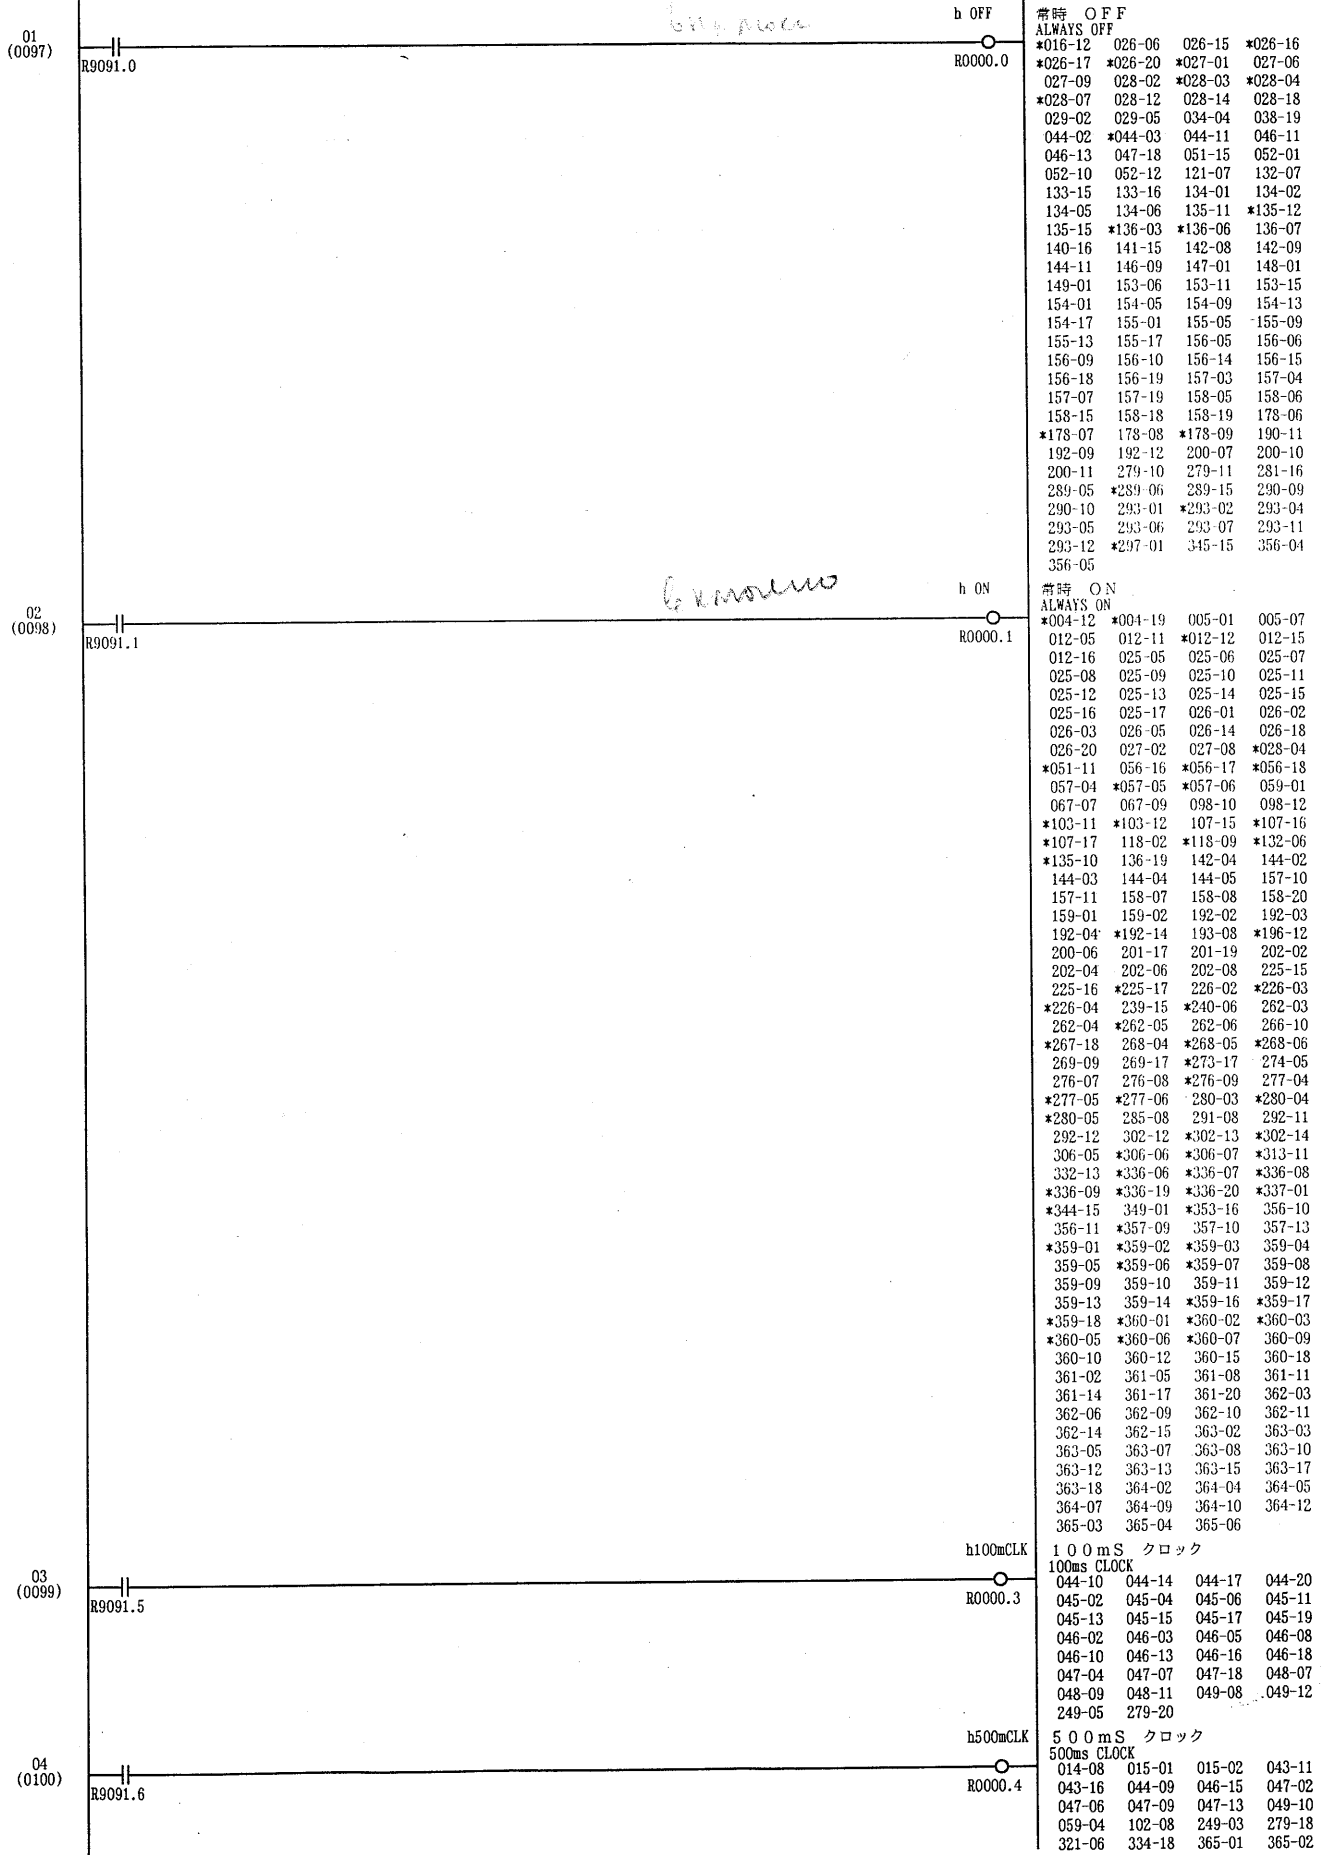 h OFF
常時 OFF
ALWAYS OFF
01
(0097)
R9091.0
R0000.0
*016-12 026-06 026-15 *026-16
*026-17 *026-20 *027-01 027-06
027-09 028-02 *028-03 *028-04
*028-07 028-12 028-14 028-18
029-02 029-05 034-04 038-19
044-02 *044-03 044-11 046-11
046-13 047-18 051-15 052-01
052-10 052-12 121-07 132-07
133-15 133-16 134-01 134-02
134-05 134-06 135-11 *135-12
135-15 *136-03 *136-06 136-07
140-16 141-15 142-08 142-09
144-11 146-09 147-01 148-01
149-01 153-06 153-11 153-15
154-01 154-05 154-09 154-13
154-17 155-01 155-05 155-09
155-13 155-17 156-05 156-06
156-09 156-10 156-14 156-15
156-18 156-19 157-03 157-04
157-07 157-19 158-05 158-06
158-15 158-18 158-19 178-06
*178-07 178-08 *178-09 190-11
192-09 192-12 200-07 200-10
200-11 279-10 279-11 281-16
289-05 *289-06 289-15 290-09
290-10 293-01 *293-02 293-04
293-05 293-06 293-07 293-11
293-12 *297-01 345-15 356-04
356-05
h ON
常時 ON
ALWAYS ON
02
(0098)
R9091.1
R0000.1
*004-12 *004-19 005-01 005-07
012-05 012-11 *012-12 012-15
012-16 025-05 025-06 025-07
025-08 025-09 025-10 025-11
025-12 025-13 025-14 025-15
025-16 025-17 026-01 026-02
026-03 026-05 026-14 026-18
026-20 027-02 027-08 *028-04
*051-11 056-16 *056-17 *056-18
057-04 *057-05 *057-06 059-01
067-07 067-09 098-10 098-12
*103-11 *103-12 107-15 *107-16
*107-17 118-02 *118-09 *132-06
*135-10 136-19 142-04 144-02
144-03 144-04 144-05 157-10
157-11 158-07 158-08 158-20
159-01 159-02 192-02 192-03
192-04 *192-14 193-08 *196-12
200-06 201-17 201-19 202-02
202-04 202-06 202-08 225-15
225-16 *225-17 226-02 *226-03
*226-04 239-15 *240-06 262-03
262-04 *262-05 262-06 266-10
*267-18 268-04 *268-05 *268-06
269-09 269-17 *273-17 274-05
276-07 276-08 *276-09 277-04
*277-05 *277-06 280-03 *280-04
*280-05 285-08 291-08 292-11
292-12 302-12 *302-13 *302-14
306-05 *306-06 *306-07 *313-11
332-13 *336-06 *336-07 *336-08
*336-09 *336-19 *336-20 *337-01
*344-15 349-01 *353-16 356-10
356-11 *357-09 357-10 357-13
*359-01 *359-02 *359-03 359-04
359-05 *359-06 *359-07 359-08
359-09 359-10 359-11 359-12
359-13 359-14 *359-16 *359-17
*359-18 *360-01 *360-02 *360-03
*360-05 *360-06 *360-07 360-09
360-10 360-12 360-15 360-18
361-02 361-05 361-08 361-11
361-14 361-17 361-20 362-03
362-06 362-09 362-10 362-11
362-14 362-15 363-02 363-03
363-05 363-07 363-08 363-10
363-12 363-13 363-15 363-17
363-18 364-02 364-04 364-05
364-07 364-09 364-10 364-12
365-03 365-04 365-06
h100mCLK
100mS クロック
100ms CLOCK
03
(0099)
R9091.5
R0000.3
044-10 044-14 044-17 044-20
045-02 045-04 045-06 045-11
045-13 045-15 045-17 045-19
046-02 046-03 046-05 046-08
046-10 046-13 046-16 046-18
047-04 047-07 047-18 048-07
048-09 048-11 049-08 049-12
249-05 279-20
h500mCLK
500mS クロック
500ms CLOCK
04
(0100)
R9091.6
R0000.4
014-08 015-01 015-02 043-11
043-16 044-09 046-15 047-02
047-06 047-09 047-13 049-10
059-04 102-08 249-03 279-18
321-06 334-18 365-01 365-02